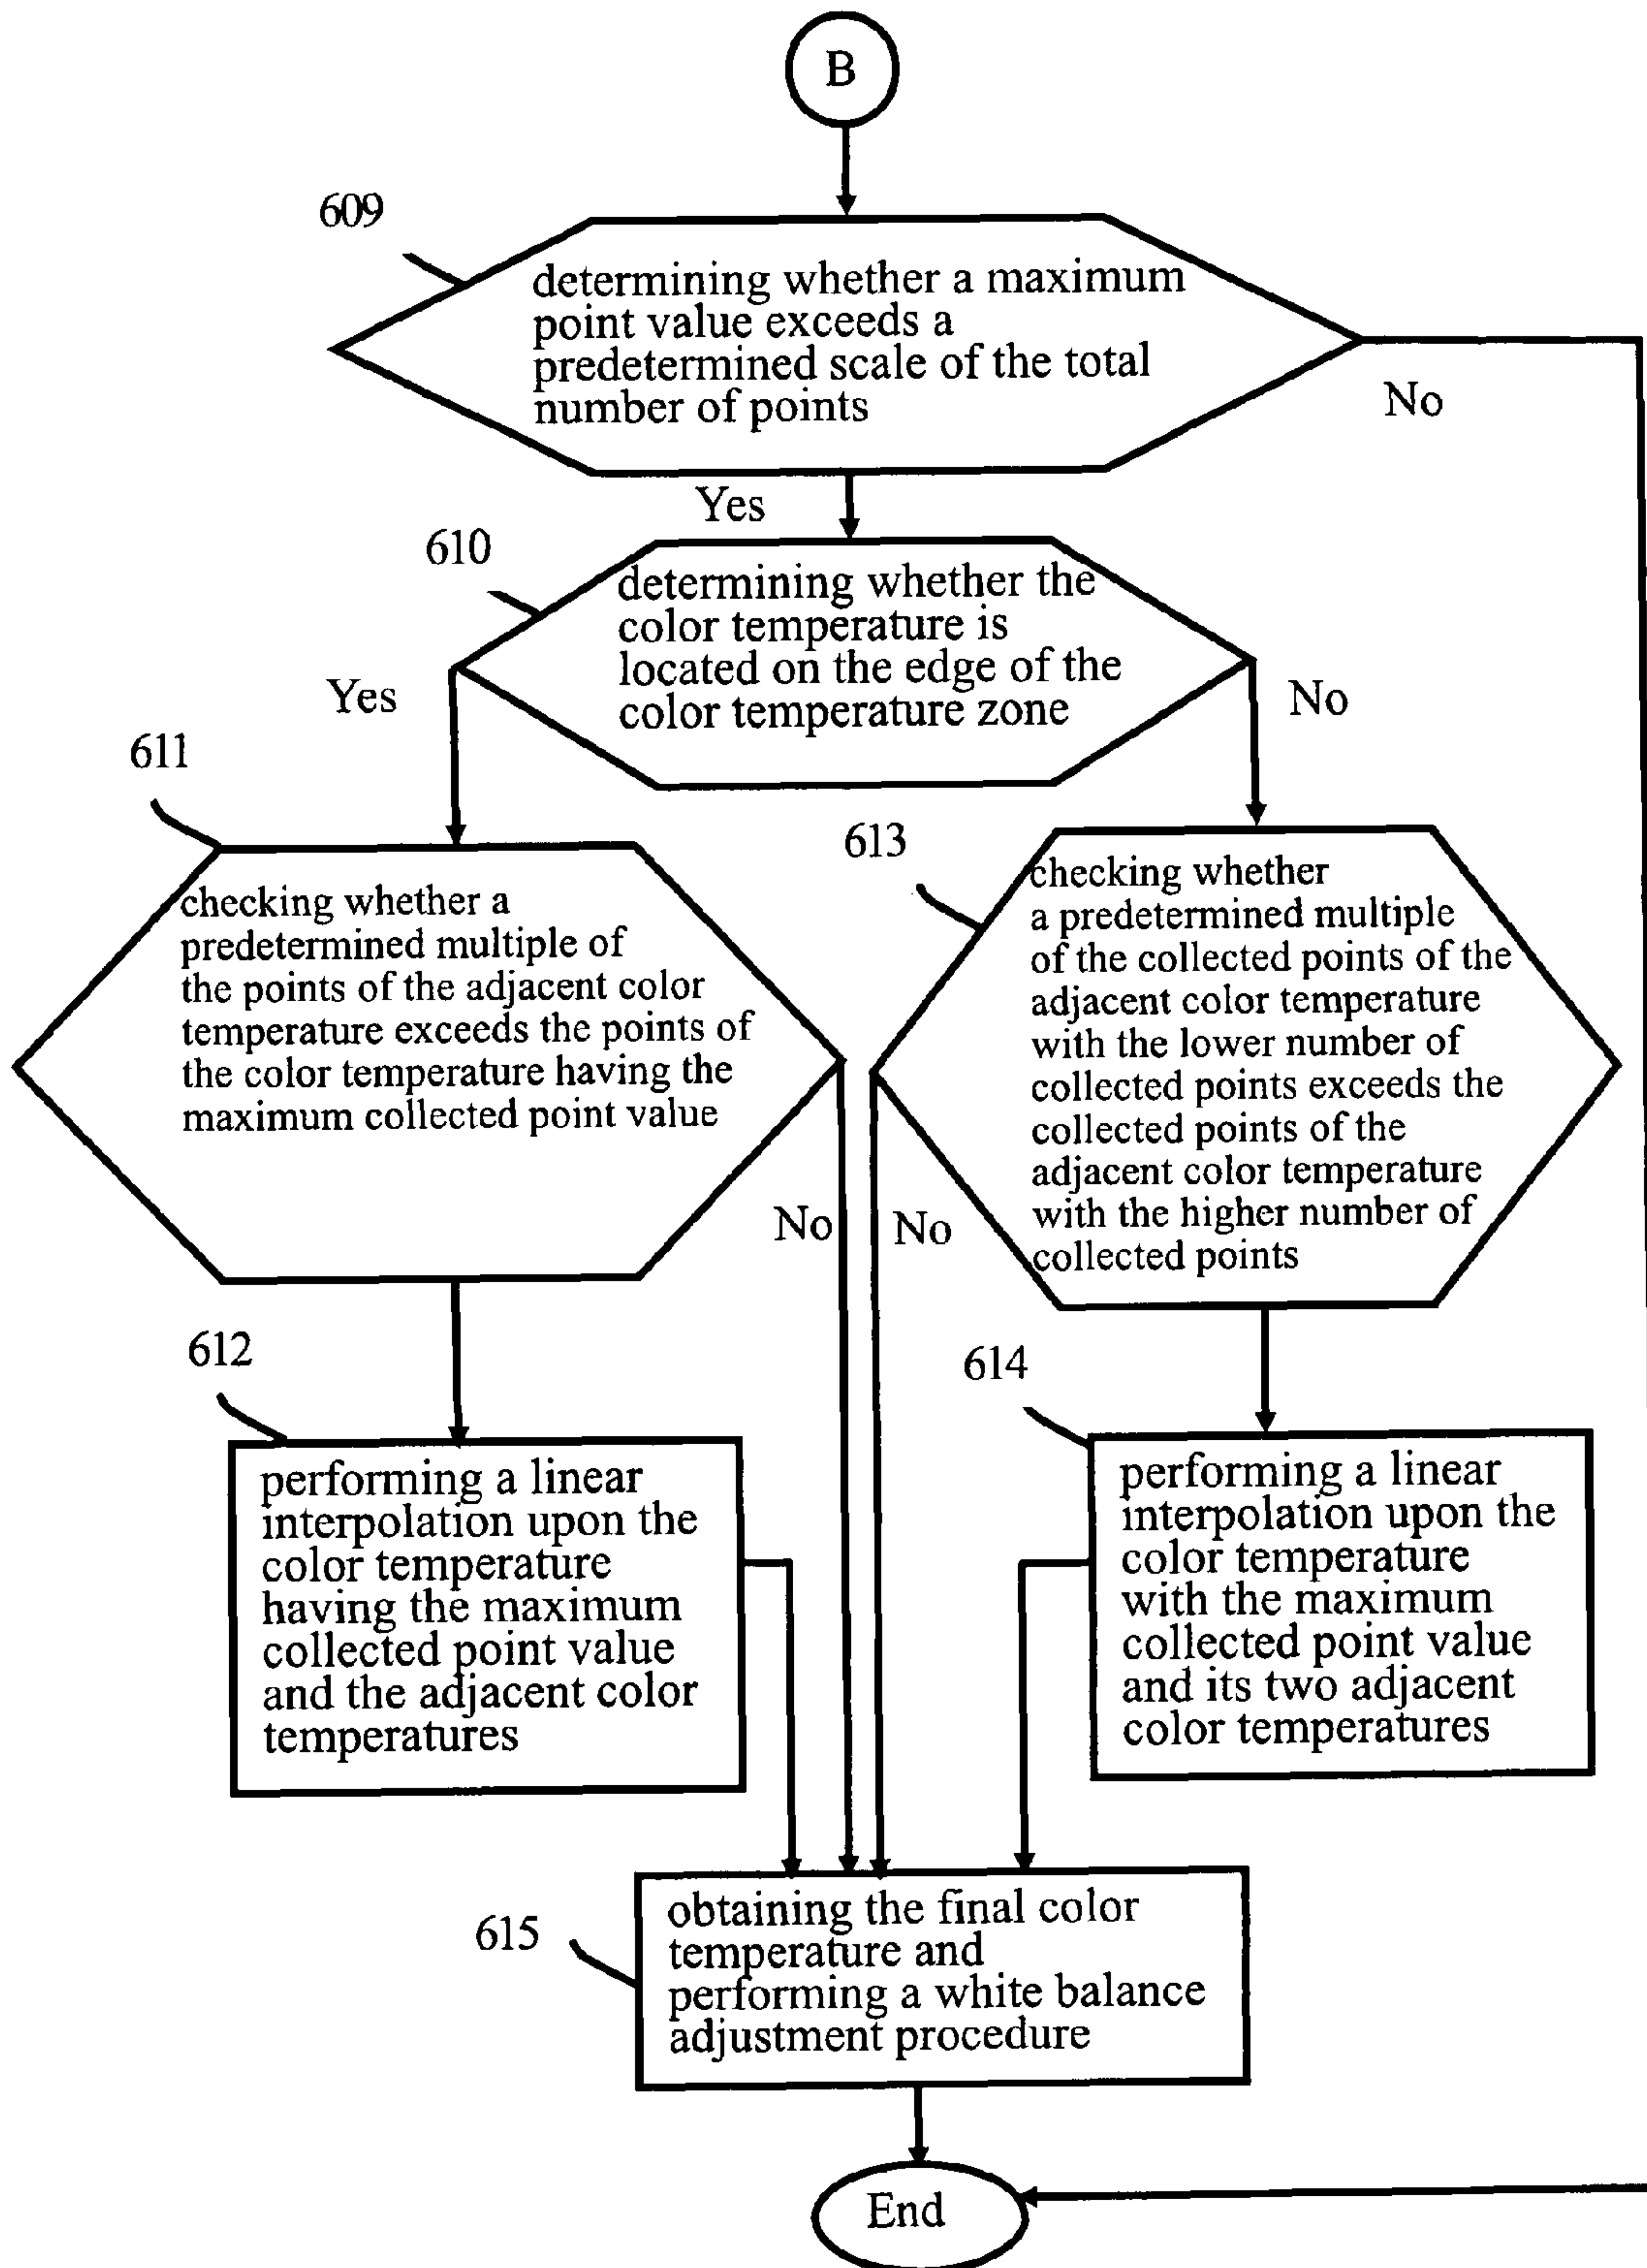 B
609
determining whether a maximum
point value exceeds a
predetermined scale of the total
number of points
No
Yes
610
determining whether the
color temperature is
located on the edge of the
color temperature zone
Yes
No
611
checking whether a
predetermined multiple of
the points of the adjacent color
temperature exceeds the points of
the color temperature having the
maximum collected point value
No
613
checking whether
a predetermined multiple
of the collected points of the
adjacent color temperature
with the lower number of
collected points exceeds the
collected points of the
adjacent color temperature
with the higher number of
collected points
No
612
performing a linear
interpolation upon the
color temperature
having the maximum
collected point value
and the adjacent color
temperatures
614
performing a linear
interpolation upon the
color temperature
with the maximum
collected point value
and its two adjacent
color temperatures
615
obtaining the final color
temperature and
performing a white balance
adjustment procedure
End